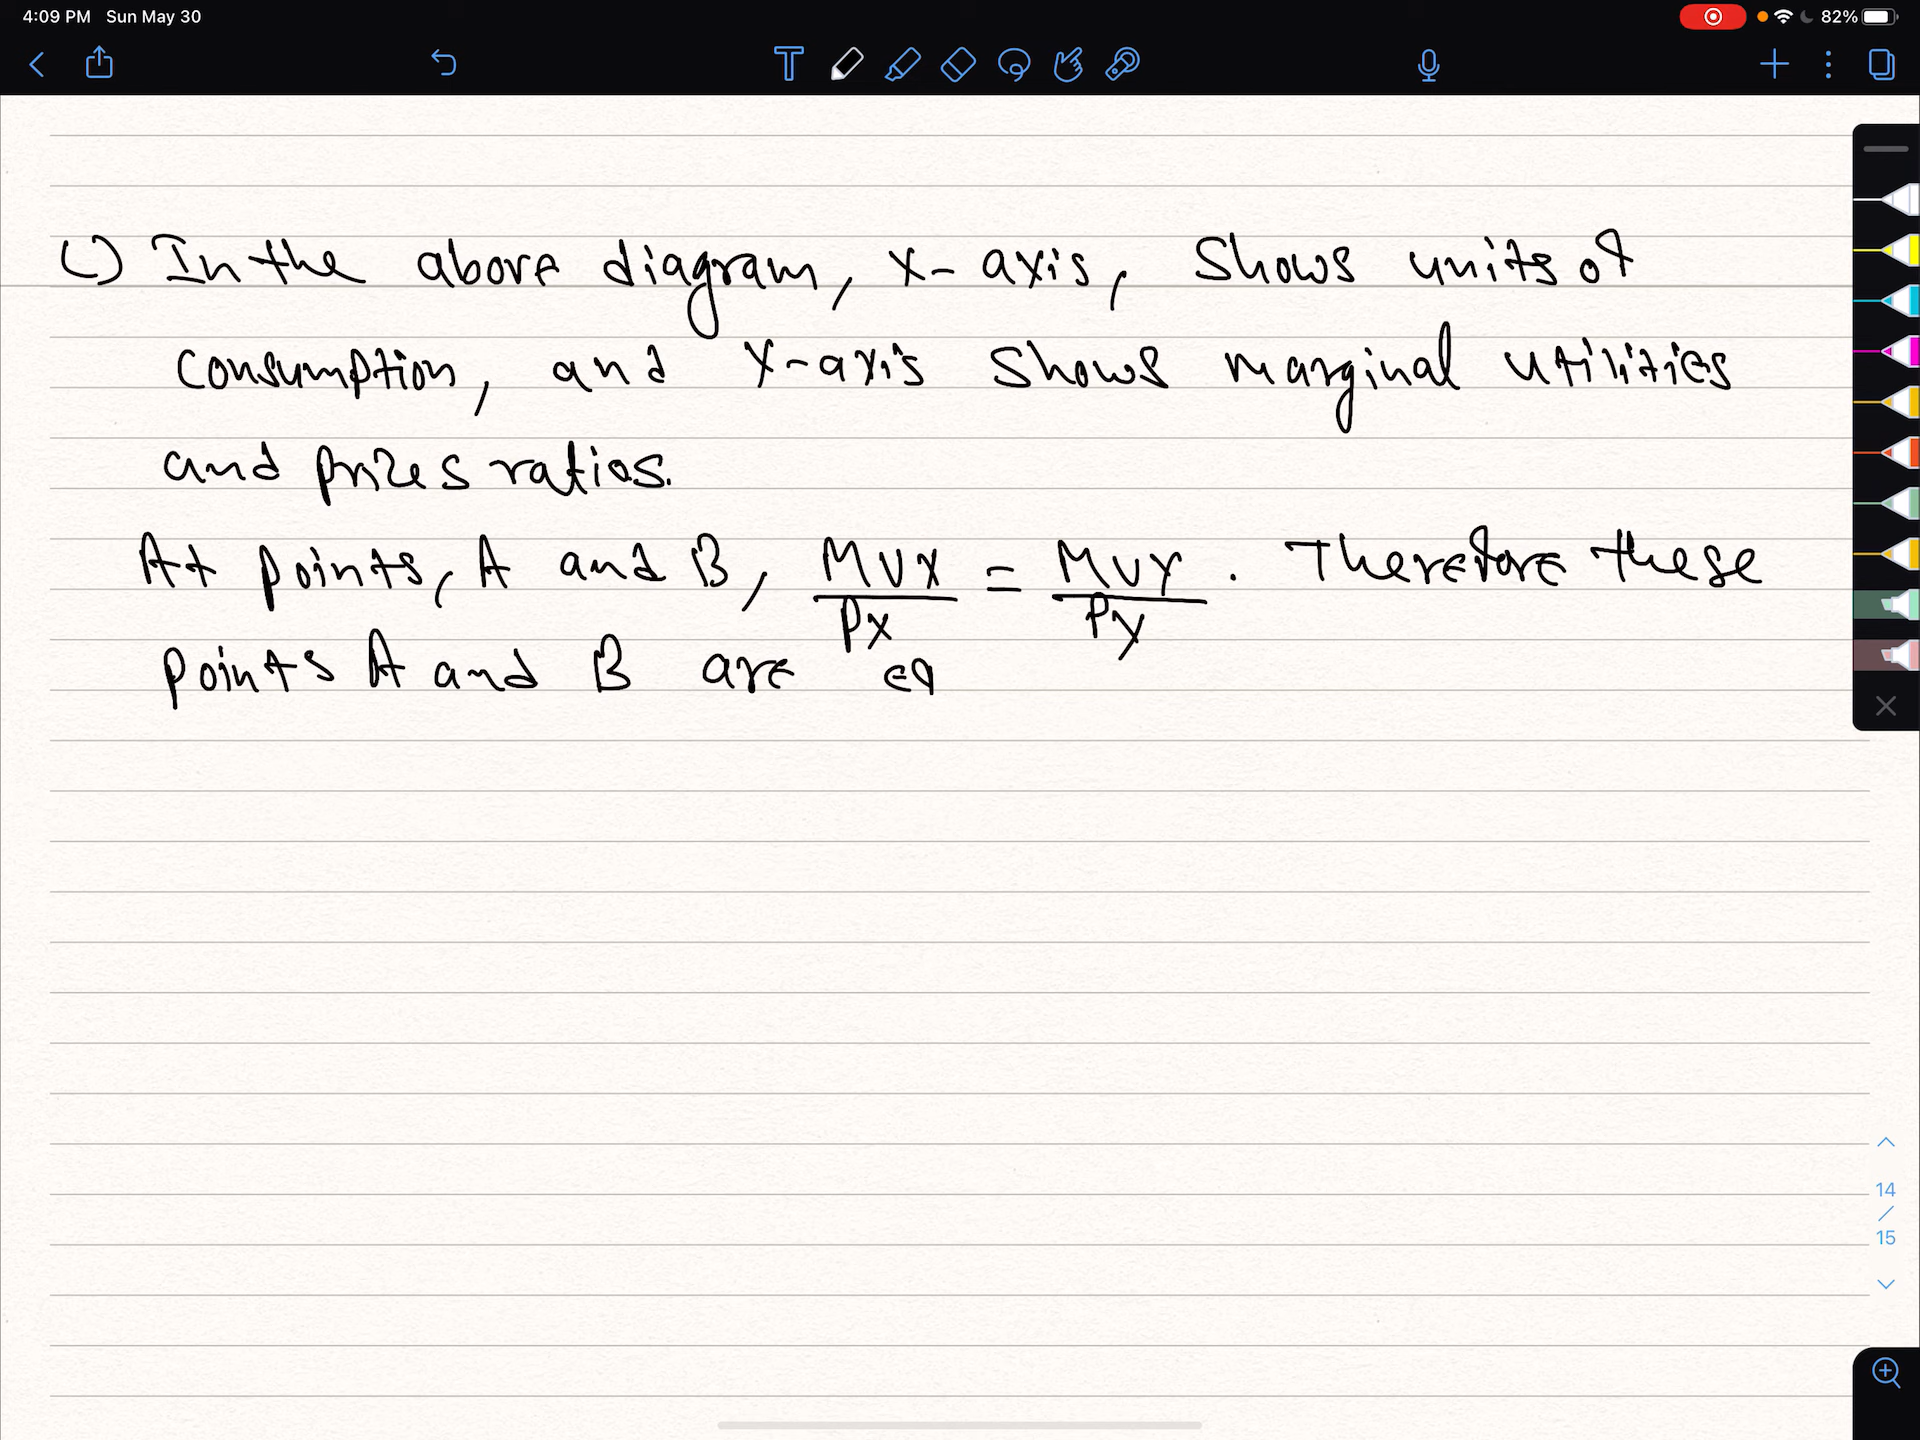 4:09 PM Sun May 30
82%
C) In the above diagram, x-axis, shows units of
consumption, and Y-axis shows marginal utilities
and prizes ratios.
At points, A and B, MUX/PX = MUY/PY. Therefore these
points A and B are eq
14
/
15